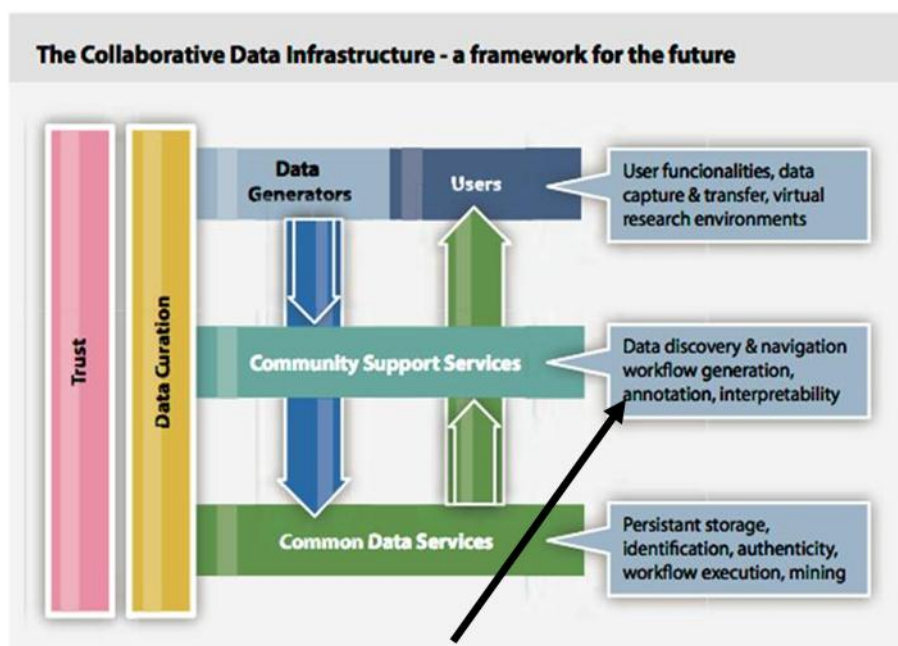 The Collaborative Data Infrastructure - a framework for the future
Trust
Data Curation
Data
Generators
Users
User funcionalities, data
capture & transfer, virtual
research environments
Community Support Services
Data discovery & navigation
workflow generation,
annotation, interpretability
Common Data Services
Persistant storage,
identification, authenticity,
workflow execution, mining